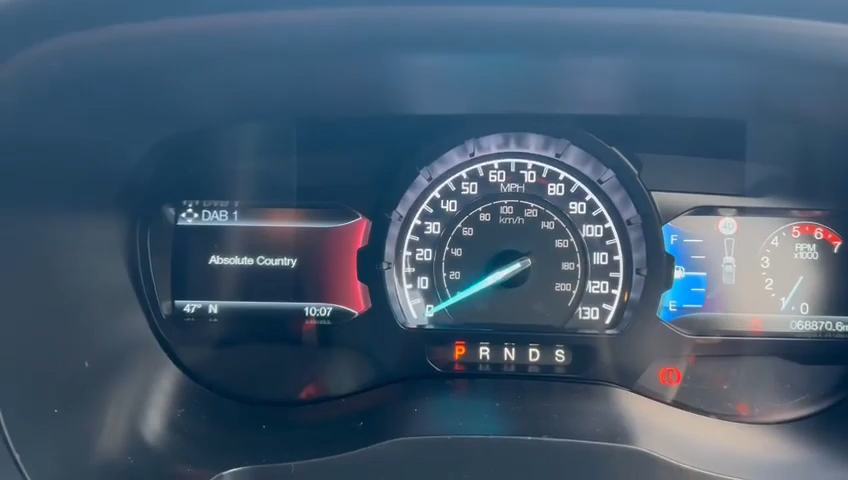 DAB 1
Absolute Country
47° N
10:07
0 10 20 30 40 50 60 70 80 90 100 110 120 130
MPH
20 40 60 80 100 120 140 160 180 200
km/h
P R N D S
F
E
0 1 2 3 4 5 6 7
RPM
x1000
068870.6m